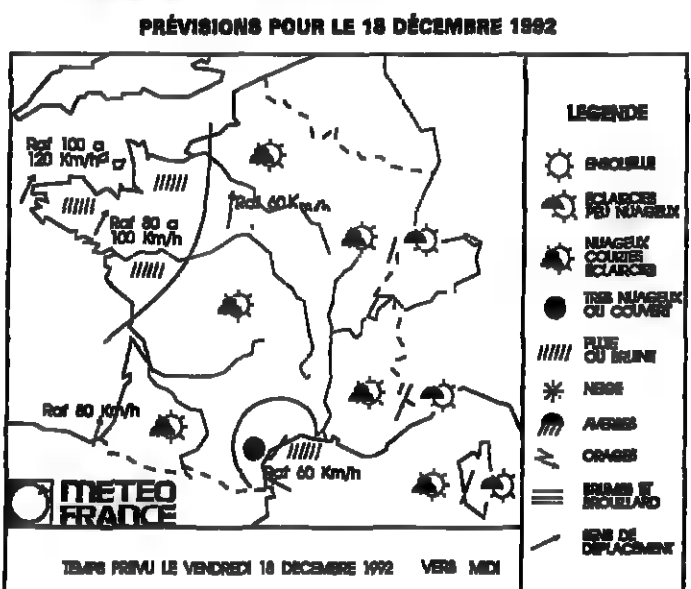 PRÉVISIONS POUR LE 18 DÉCEMBRE 1992
Raf 100 a
120 Km/h
Raf 80 a
100 Km/h
Raf 60 Km/h
Raf 80 Km/h
Raf 60 Km/h
METEO
FRANCE
TEMPS PREVU LE VENDREDI 18 DECEMBRE 1992 VERS MIDI
LEGENDE
ENSOLEILLE
ECLAIRCIES
PEU NUAGEUX
NUAGEUX
COURTES
ECLAIRCIES
TRES NUAGEUX
OU COUVERT
PLUIE
OU BRUINE
NEIGE
AVERSES
ORAGES
BRUMES ET
BROUILLARD
SENS DE
DEPLACEMENT